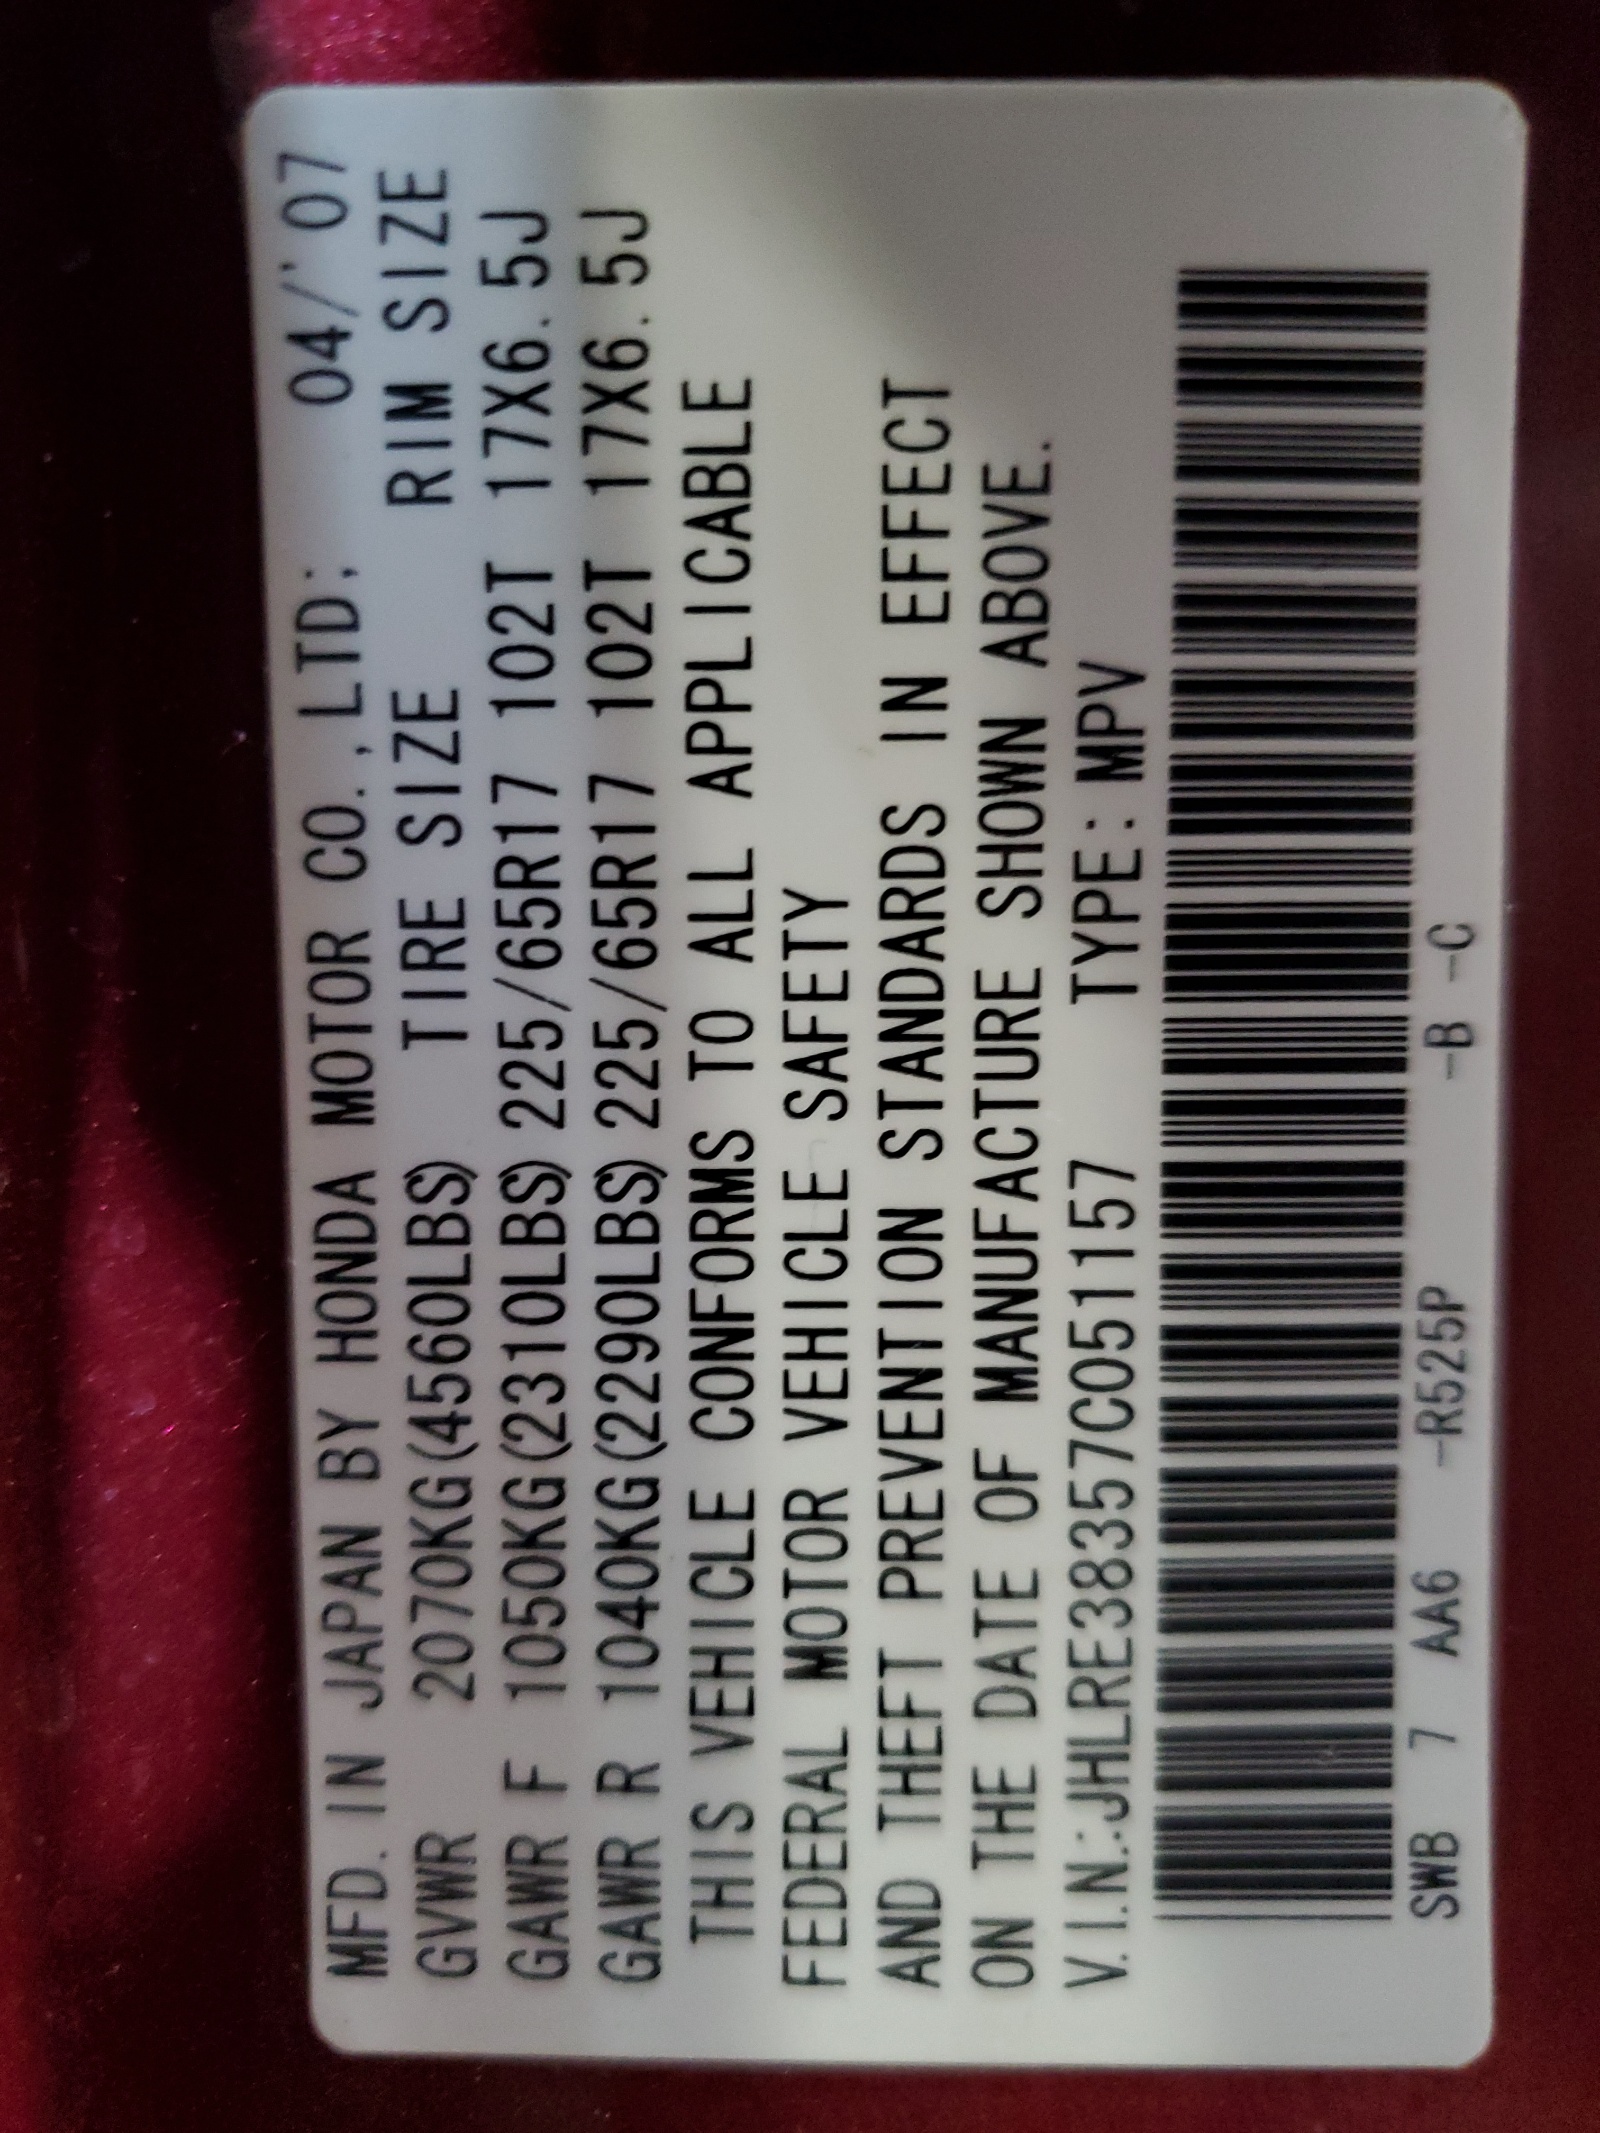 MFD. IN JAPAN BY HONDA MOTOR CO.,LTD; 04/'07
GVWR 2070KG(4560LBS) TIRE SIZE RIM SIZE
GAWR F 1050KG(2310LBS) 225/65R17 102T 17X6.5J
GAWR R 1040KG(2290LBS) 225/65R17 102T 17X6.5J
THIS VEHICLE CONFORMS TO ALL APPLICABLE
FEDERAL MOTOR VEHICLE SAFETY
AND THEFT PREVENTION STANDARDS IN EFFECT
ON THE DATE OF MANUFACTURE SHOWN ABOVE.
V.I.N.:JHLRE38357C051157 TYPE:MPV
SWB 7 AA6 -R525P -B -C